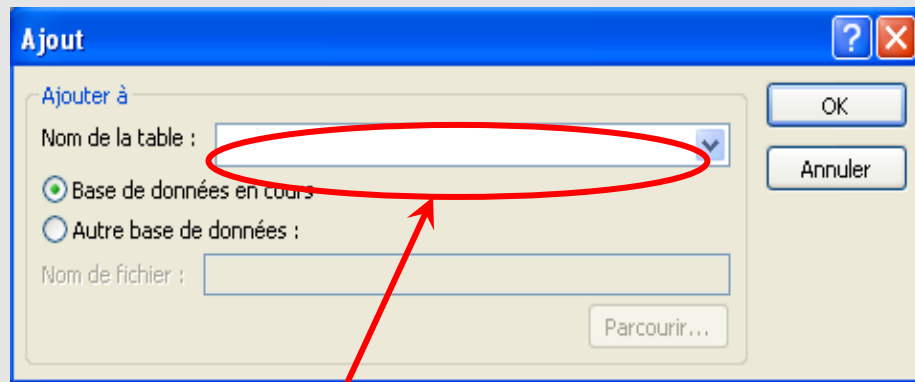 Ajout
Ajouter à
OK
Nom de la table :
Annuler
Base de données en cours
Autre base de données :
Nom de fichier :
Parcourir...